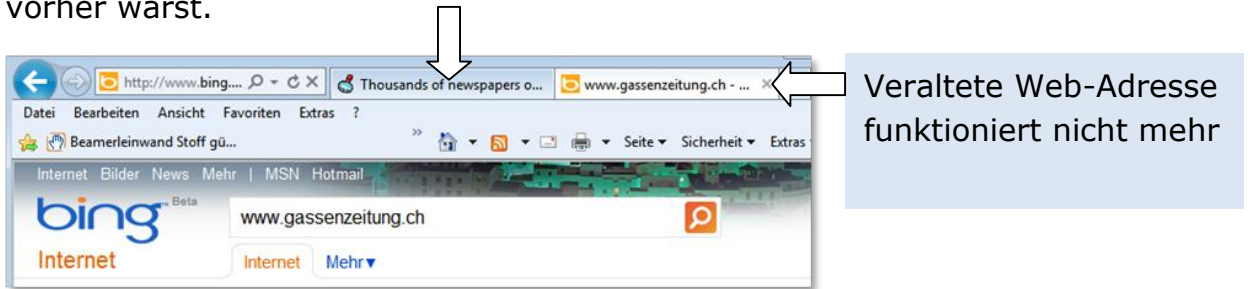 vorher warst.
http://www.bing....
Thousands of newspapers o...
www.gassenzeitung.ch - ...
Veraltete Web-Adresse
funktioniert nicht mehr
Datei Bearbeiten Ansicht Favoriten Extras ?
Beamerleinwand Stoff gü...
Seite Sicherheit Extras
Internet Bilder News Mehr | MSN Hotmail
bing Beta
www.gassenzeitung.ch
Internet
Internet Mehr